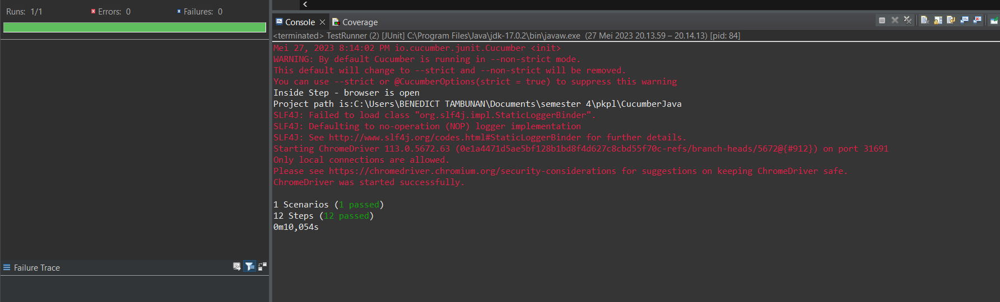 Runs: 1/1 Errors: 0 Failures: 0
Failure Trace
Console Coverage
<terminated> TestRunner (2) [JUnit] C:\Program Files\Java\jdk-17.0.2\bin\javaw.exe (27 Mei 2023 20.13.59 – 20.14.13) [pid: 84]
Mei 27, 2023 8:14:02 PM io.cucumber.junit.Cucumber <init>
WARNING: By default Cucumber is running in --non-strict mode.
This default will change to --strict and --non-strict will be removed.
You can use --strict or @CucumberOptions(strict = true) to suppress this warning
Inside Step - browser is open
Project path is:C:\Users\BENEDICT TAMBUNAN\Documents\semester 4\pkpl\CucumberJava
SLF4J: Failed to load class "org.slf4j.impl.StaticLoggerBinder".
SLF4J: Defaulting to no-operation (NOP) logger implementation
SLF4J: See http://www.slf4j.org/codes.html#StaticLoggerBinder for further details.
Starting ChromeDriver 113.0.5672.63 (0e1a4471d5ae5bf128b1bd8f4d627c8cbd55f70c-refs/branch-heads/5672@{#912}) on port 31691
Only local connections are allowed.
Please see https://chromedriver.chromium.org/security-considerations for suggestions on keeping ChromeDriver safe.
ChromeDriver was started successfully.
1 Scenarios (1 passed)
12 Steps (12 passed)
0m10,054s